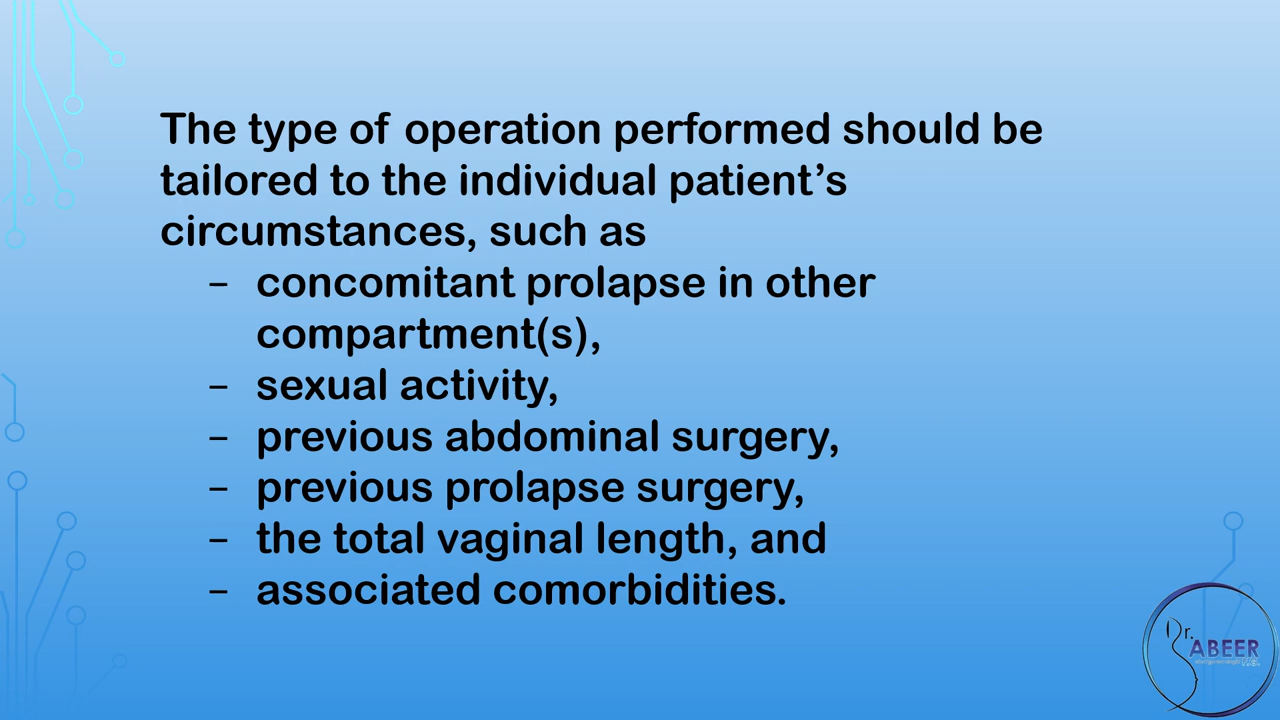 The type of operation performed should be
tailored to the individual patient’s
circumstances, such as
– concomitant prolapse in other
compartment(s),
– sexual activity,
– previous abdominal surgery,
– previous prolapse surgery,
– the total vaginal length, and
– associated comorbidities.
Dr.
ABEER